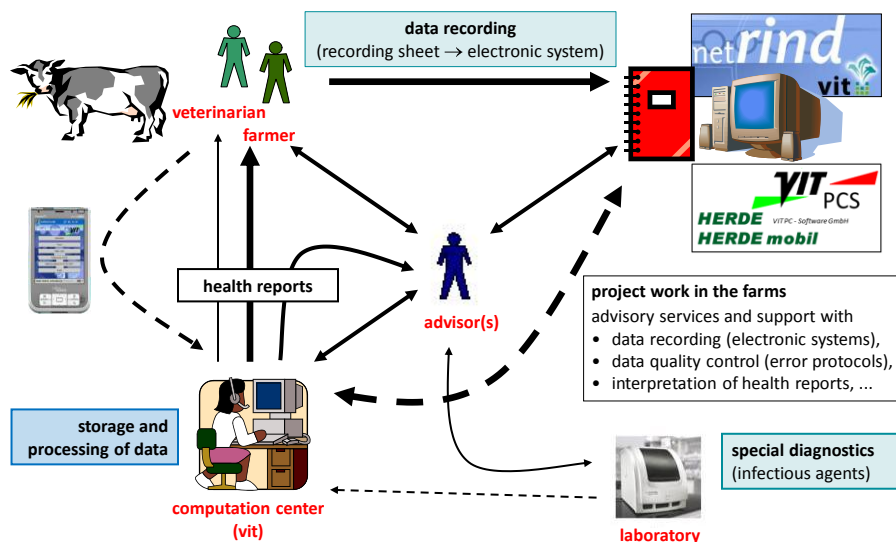 data recording
(recording sheet → electronic system)
netrind
vit
veterinarian
farmer
VIT
PCS
HERDE VIT PC - Software GmbH
HERDE mobil
health reports
advisor(s)
project work in the farms
advisory services and support with
• data recording (electronic systems),
• data quality control (error protocols),
• interpretation of health reports, ...
storage and
processing of data
special diagnostics
(infectious agents)
computation center
(vit)
laboratory